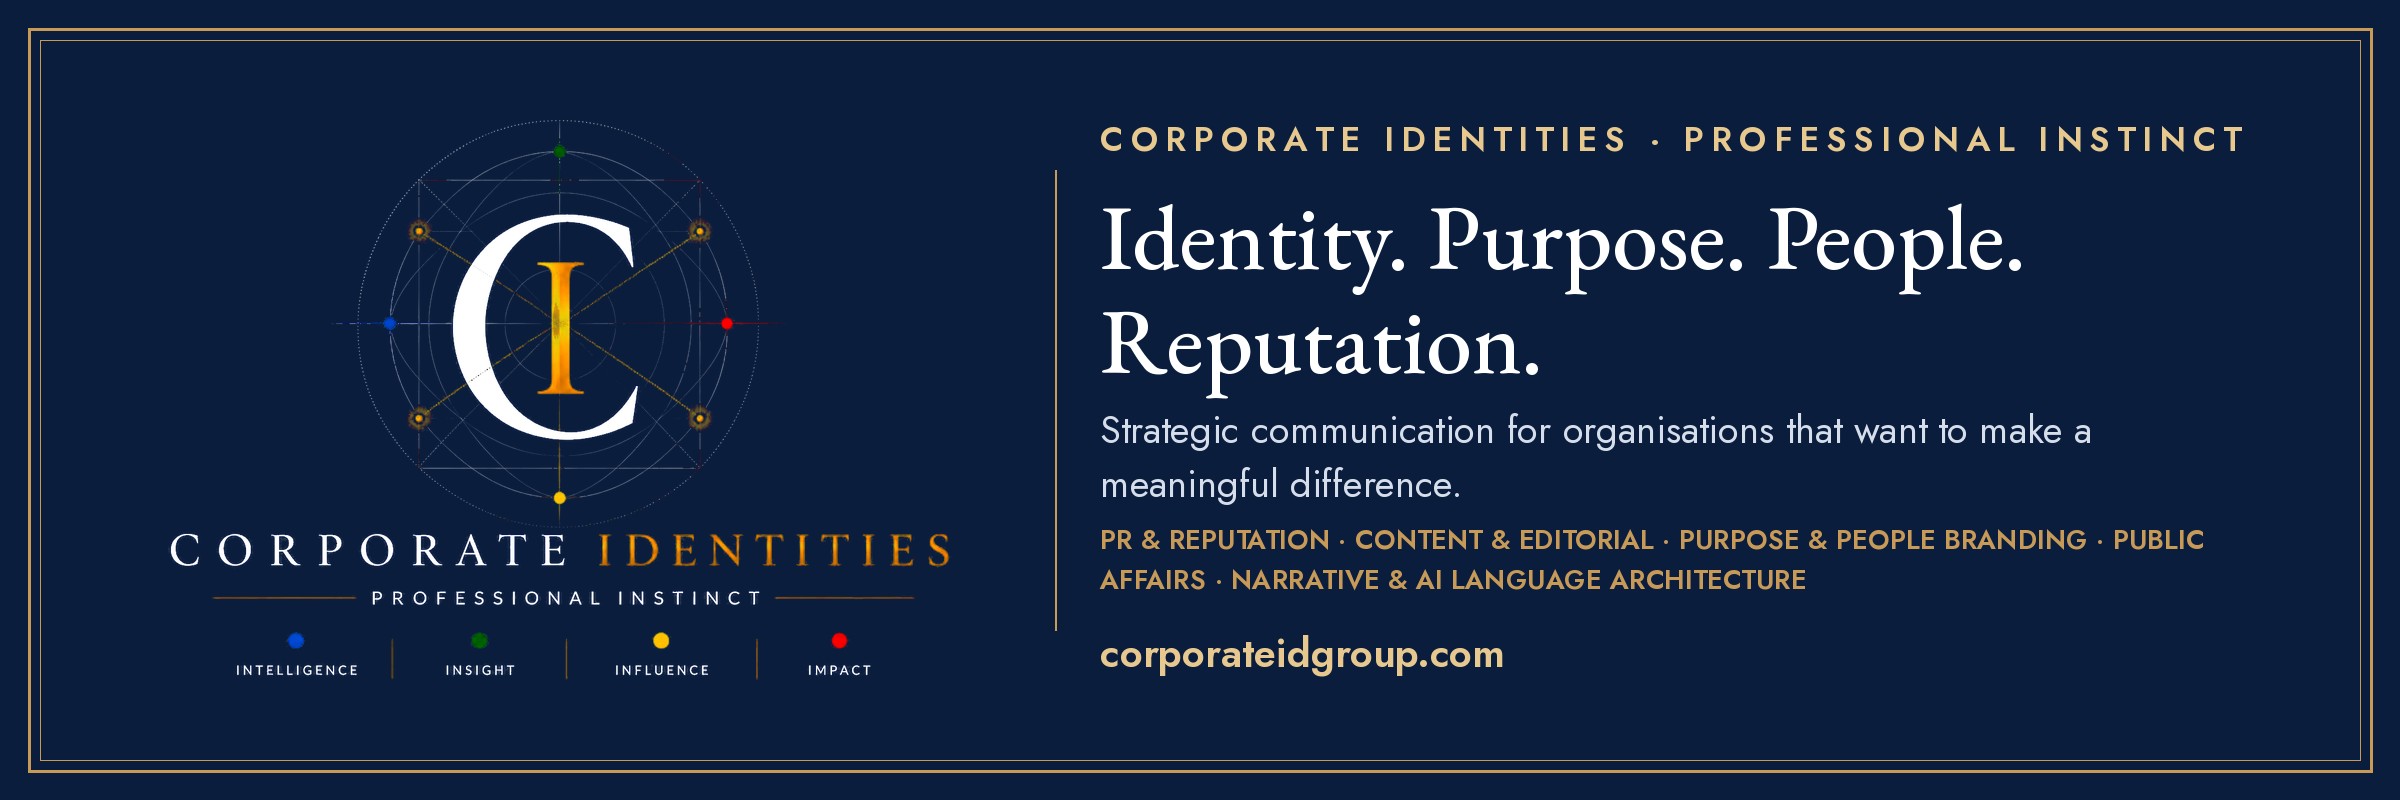 CI
CORPORATE IDENTITIES
PROFESSIONAL INSTINCT
INTELLIGENCE
INSIGHT
INFLUENCE
IMPACT
CORPORATE IDENTITIES · PROFESSIONAL INSTINCT
Identity. Purpose. People.
Reputation.
Strategic communication for organisations that want to make a
meaningful difference.
PR & REPUTATION · CONTENT & EDITORIAL · PURPOSE & PEOPLE BRANDING · PUBLIC
AFFAIRS · NARRATIVE & AI LANGUAGE ARCHITECTURE
corporateidgroup.com